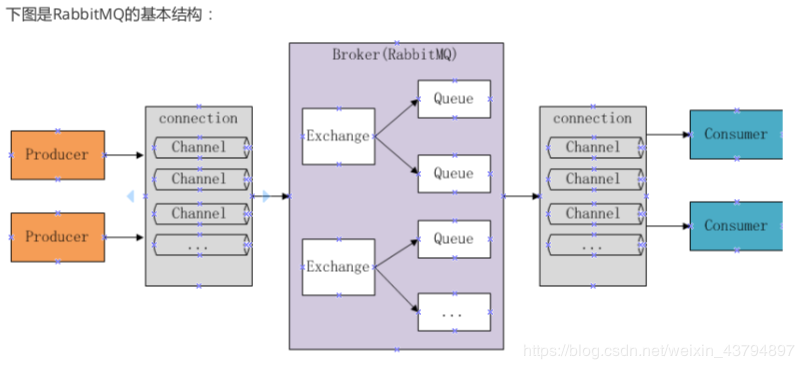 下图是RabbitMQ的基本结构：
Broker(RabbitMQ)
Producer
Producer
connection
Channel
Channel
Channel
...
Exchange
Queue
Queue
Exchange
Queue
...
connection
Channel
Channel
Channel
...
Consumer
Consumer
https://blog.csdn.net/weixin_43794897